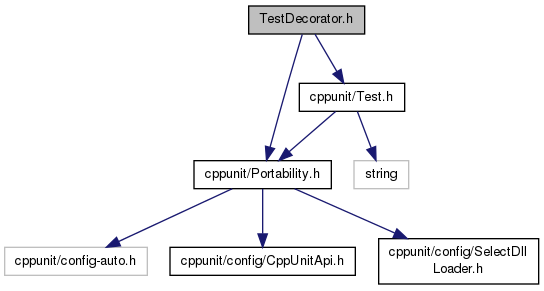 TestDecorator.h
cppunit/Test.h
cppunit/Portability.h
string
cppunit/config-auto.h
cppunit/config/CppUnitApi.h
cppunit/config/SelectDll
Loader.h